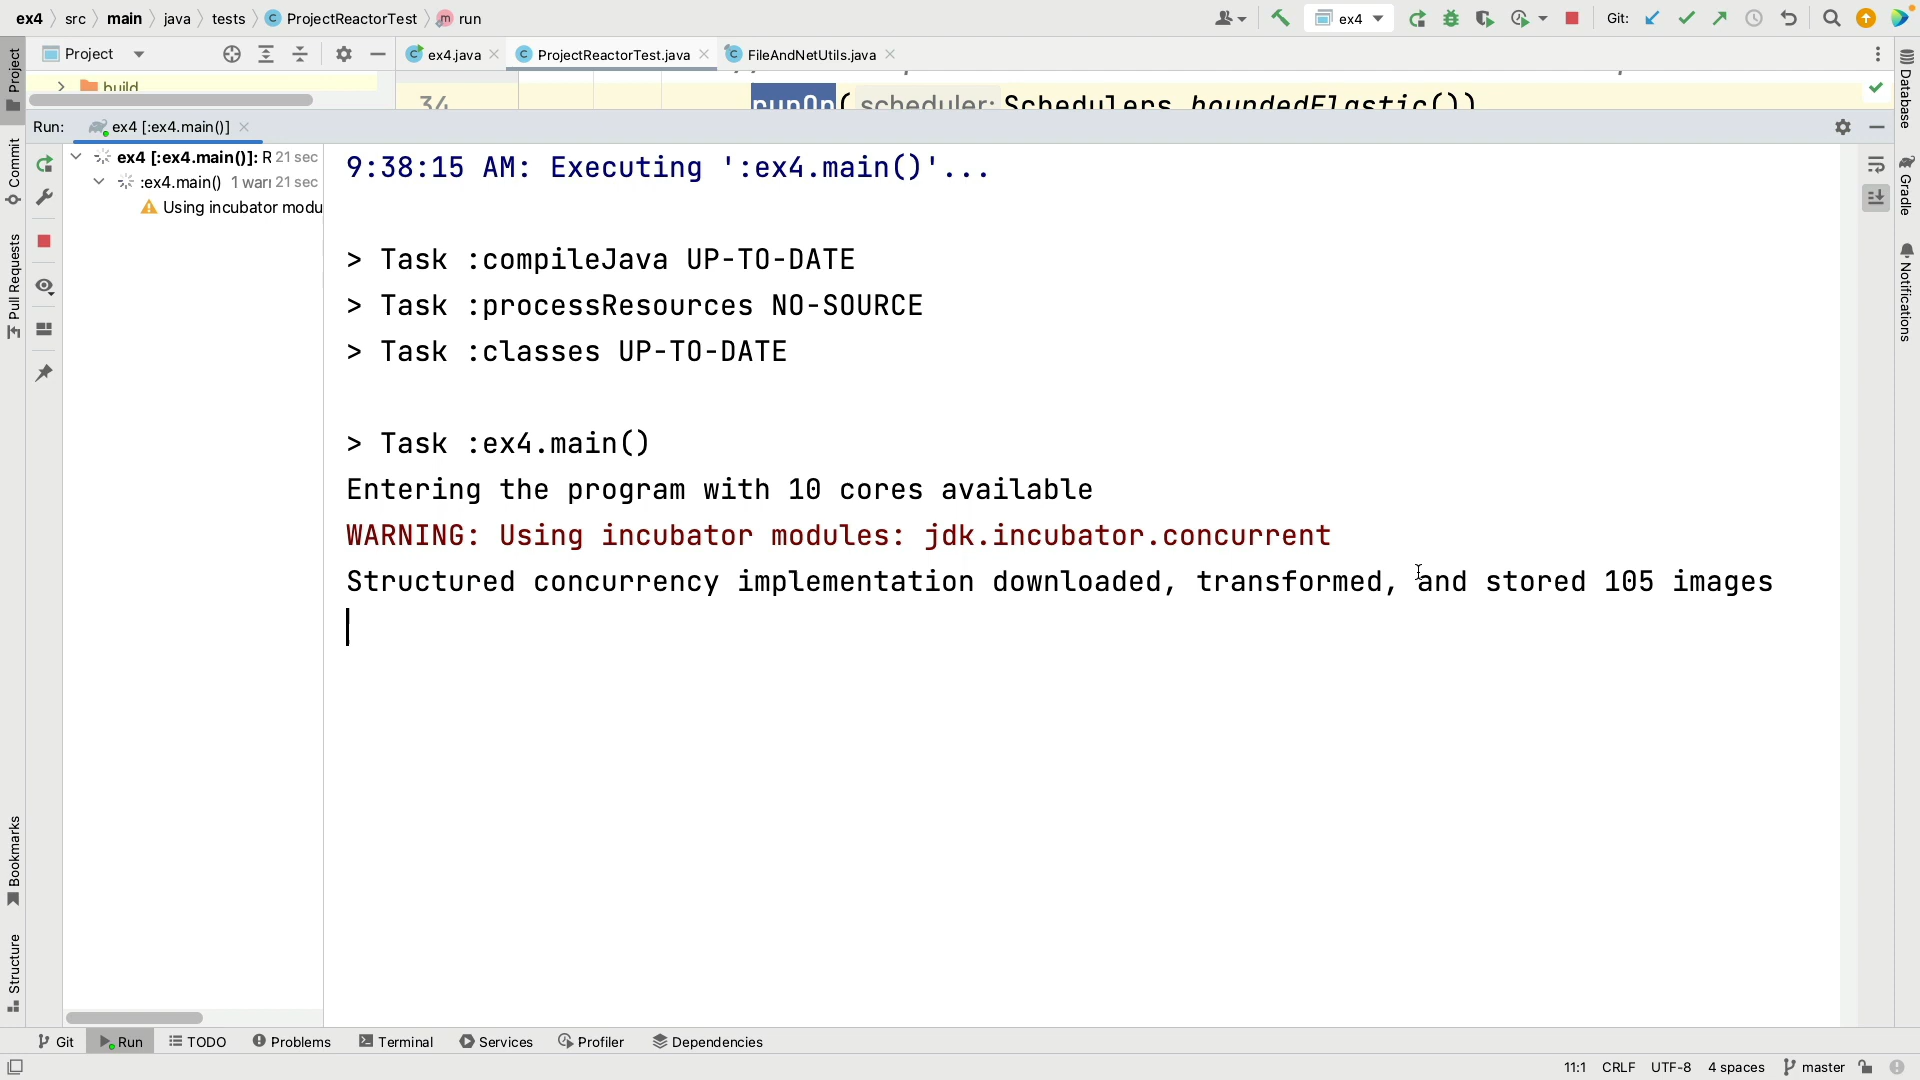 ex4 src main java tests ProjectReactorTest run
ex4
Git:
Project
ex4.java
ProjectReactorTest.java
FileAndNetUtils.java
build
34 runOn( scheduler: Schedulers.boundedElastic())
Run: ex4 [:ex4.main()]
ex4 [:ex4.main()]: R 21 sec
:ex4.main() 1 warı 21 sec
Using incubator modu
9:38:15 AM: Executing ':ex4.main()'...
> Task :compileJava UP-TO-DATE
> Task :processResources NO-SOURCE
> Task :classes UP-TO-DATE
> Task :ex4.main()
Entering the program with 10 cores available
WARNING: Using incubator modules: jdk.incubator.concurrent
Structured concurrency implementation downloaded, transformed, and stored 105 images
Project
Commit
Pull Requests
Bookmarks
Structure
Database
Gradle
Notifications
Git Run TODO Problems Terminal Services Profiler Dependencies
11:1 CRLF UTF-8 4 spaces master